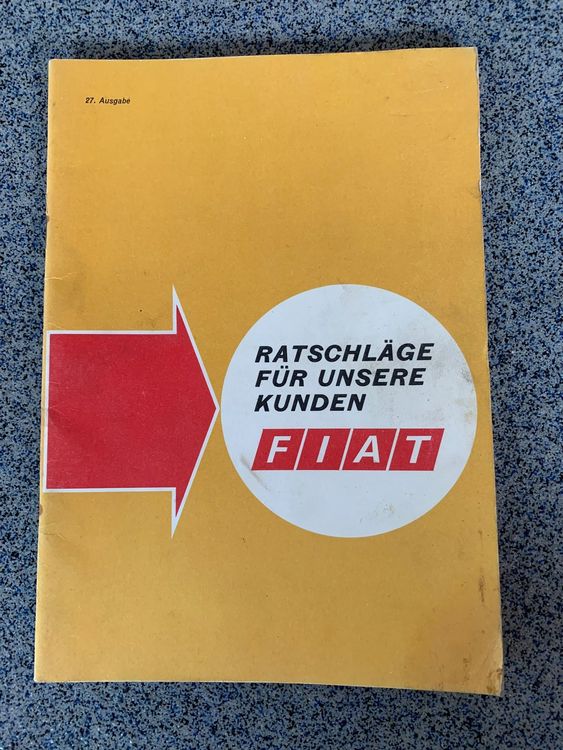 27. Ausgabe
RATSCHLÄGE
FÜR UNSERE
KUNDEN
FIAT